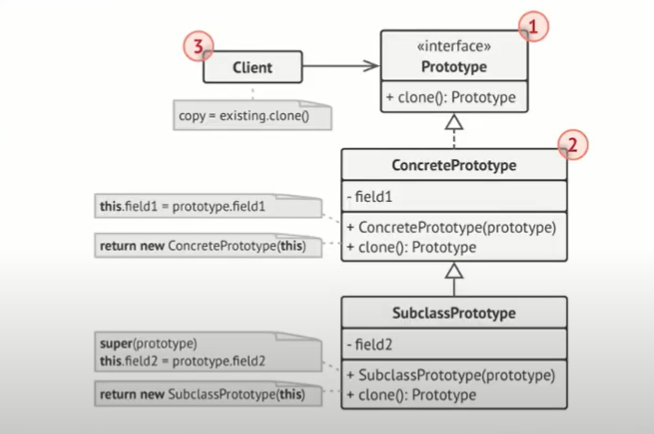 1
«interface»
Prototype
+ clone(): Prototype
3
Client
copy = existing.clone()
2
ConcretePrototype
- field1
+ ConcretePrototype(prototype)
+ clone(): Prototype
this.field1 = prototype.field1
return new ConcretePrototype(this)
SubclassPrototype
- field2
+ SubclassPrototype(prototype)
+ clone(): Prototype
super(prototype)
this.field2 = prototype.field2
return new SubclassPrototype(this)